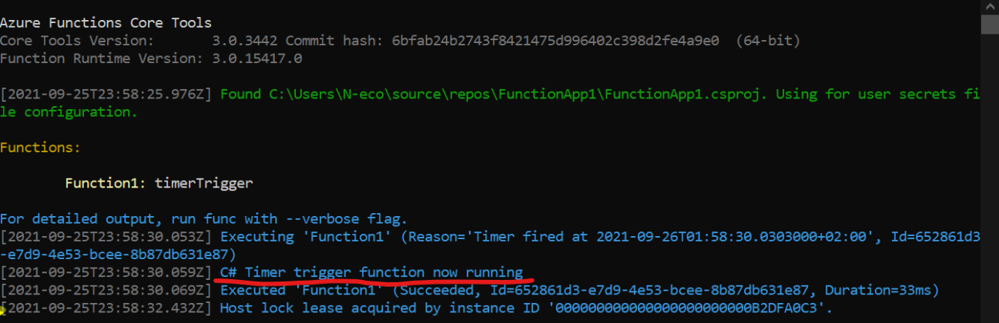 Azure Functions Core Tools
Core Tools Version:       3.0.3442 Commit hash: 6bfab24b2743f8421475d996402c398d2fe4a9e0  (64-bit)
Function Runtime Version: 3.0.15417.0
[2021-09-25T23:58:25.976Z] Found C:\Users\N-eco\source\repos\FunctionApp1\FunctionApp1.csproj. Using for user secrets fi
le configuration.
Functions:
Function1: timerTrigger
For detailed output, run func with --verbose flag.
[2021-09-25T23:58:30.053Z] Executing 'Function1' (Reason='Timer fired at 2021-09-26T01:58:30.0303000+02:00', Id=652861d3
-e7d9-4e53-bcee-8b87db631e87)
[2021-09-25T23:58:30.059Z] C# Timer trigger function now running
[2021-09-25T23:58:30.069Z] Executed 'Function1' (Succeeded, Id=652861d3-e7d9-4e53-bcee-8b87db631e87, Duration=33ms)
[2021-09-25T23:58:32.432Z] Host lock lease acquired by instance ID '000000000000000000000000B2DFA0C3'.